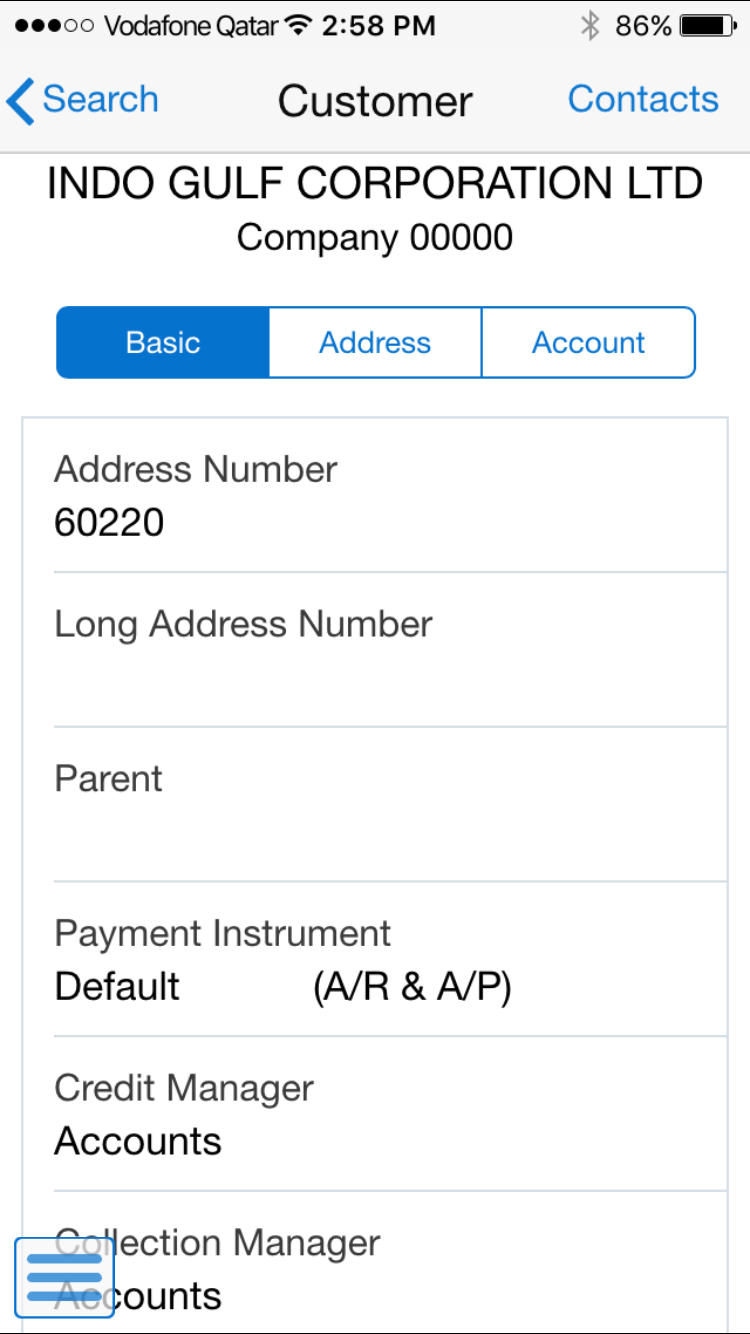 Vodafone Qatar 2:58 PM 86%
Search Customer Contacts
INDO GULF CORPORATION LTD
Company 00000
Basic Address Account
Address Number
60220
Long Address Number
Parent
Payment Instrument
Default (A/R & A/P)
Credit Manager
Accounts
Collection Manager
Accounts